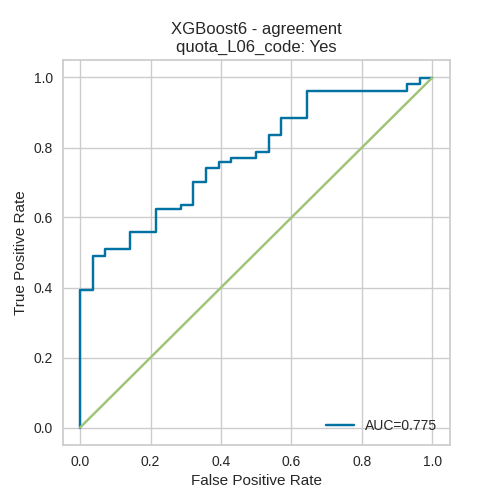 XGBoost6 - agreement
quota_L06_code: Yes
True Positive Rate
1.0
0.8
0.6
0.4
0.2
0.0
AUC=0.775
0.0 0.2 0.4 0.6 0.8 1.0
False Positive Rate